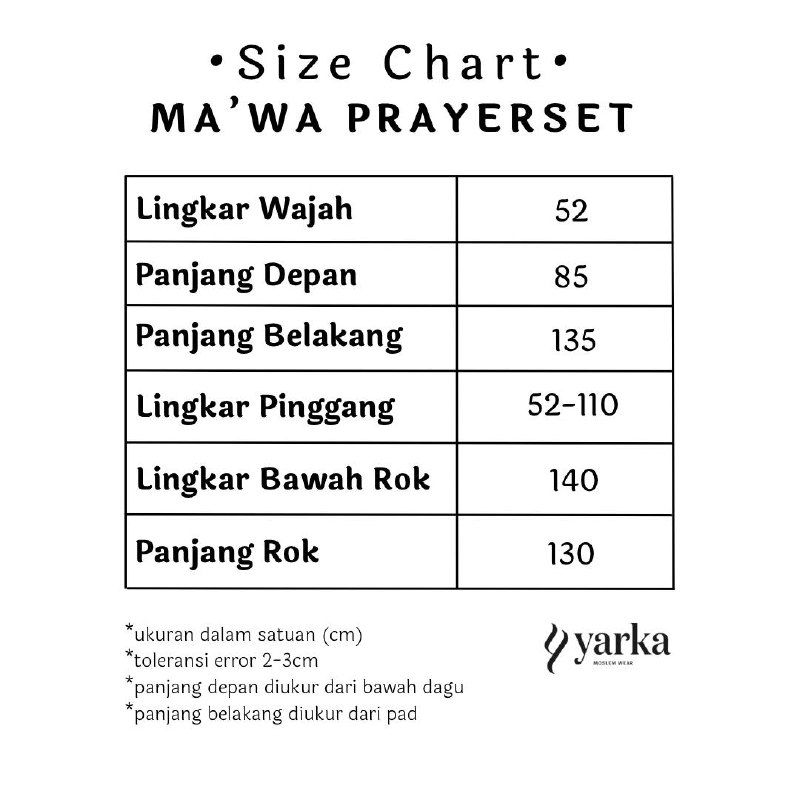 •Size Chart•
MA'WA PRAYERSET
Lingkar Wajah 52
Panjang Depan 85
Panjang Belakang 135
Lingkar Pinggang 52-110
Lingkar Bawah Rok 140
Panjang Rok 130
*ukuran dalam satuan (cm)
*toleransi error 2-3cm
*panjang depan diukur dari bawah dagu
*panjang belakang diukur dari pad
yarka
MOSLEM WEAR